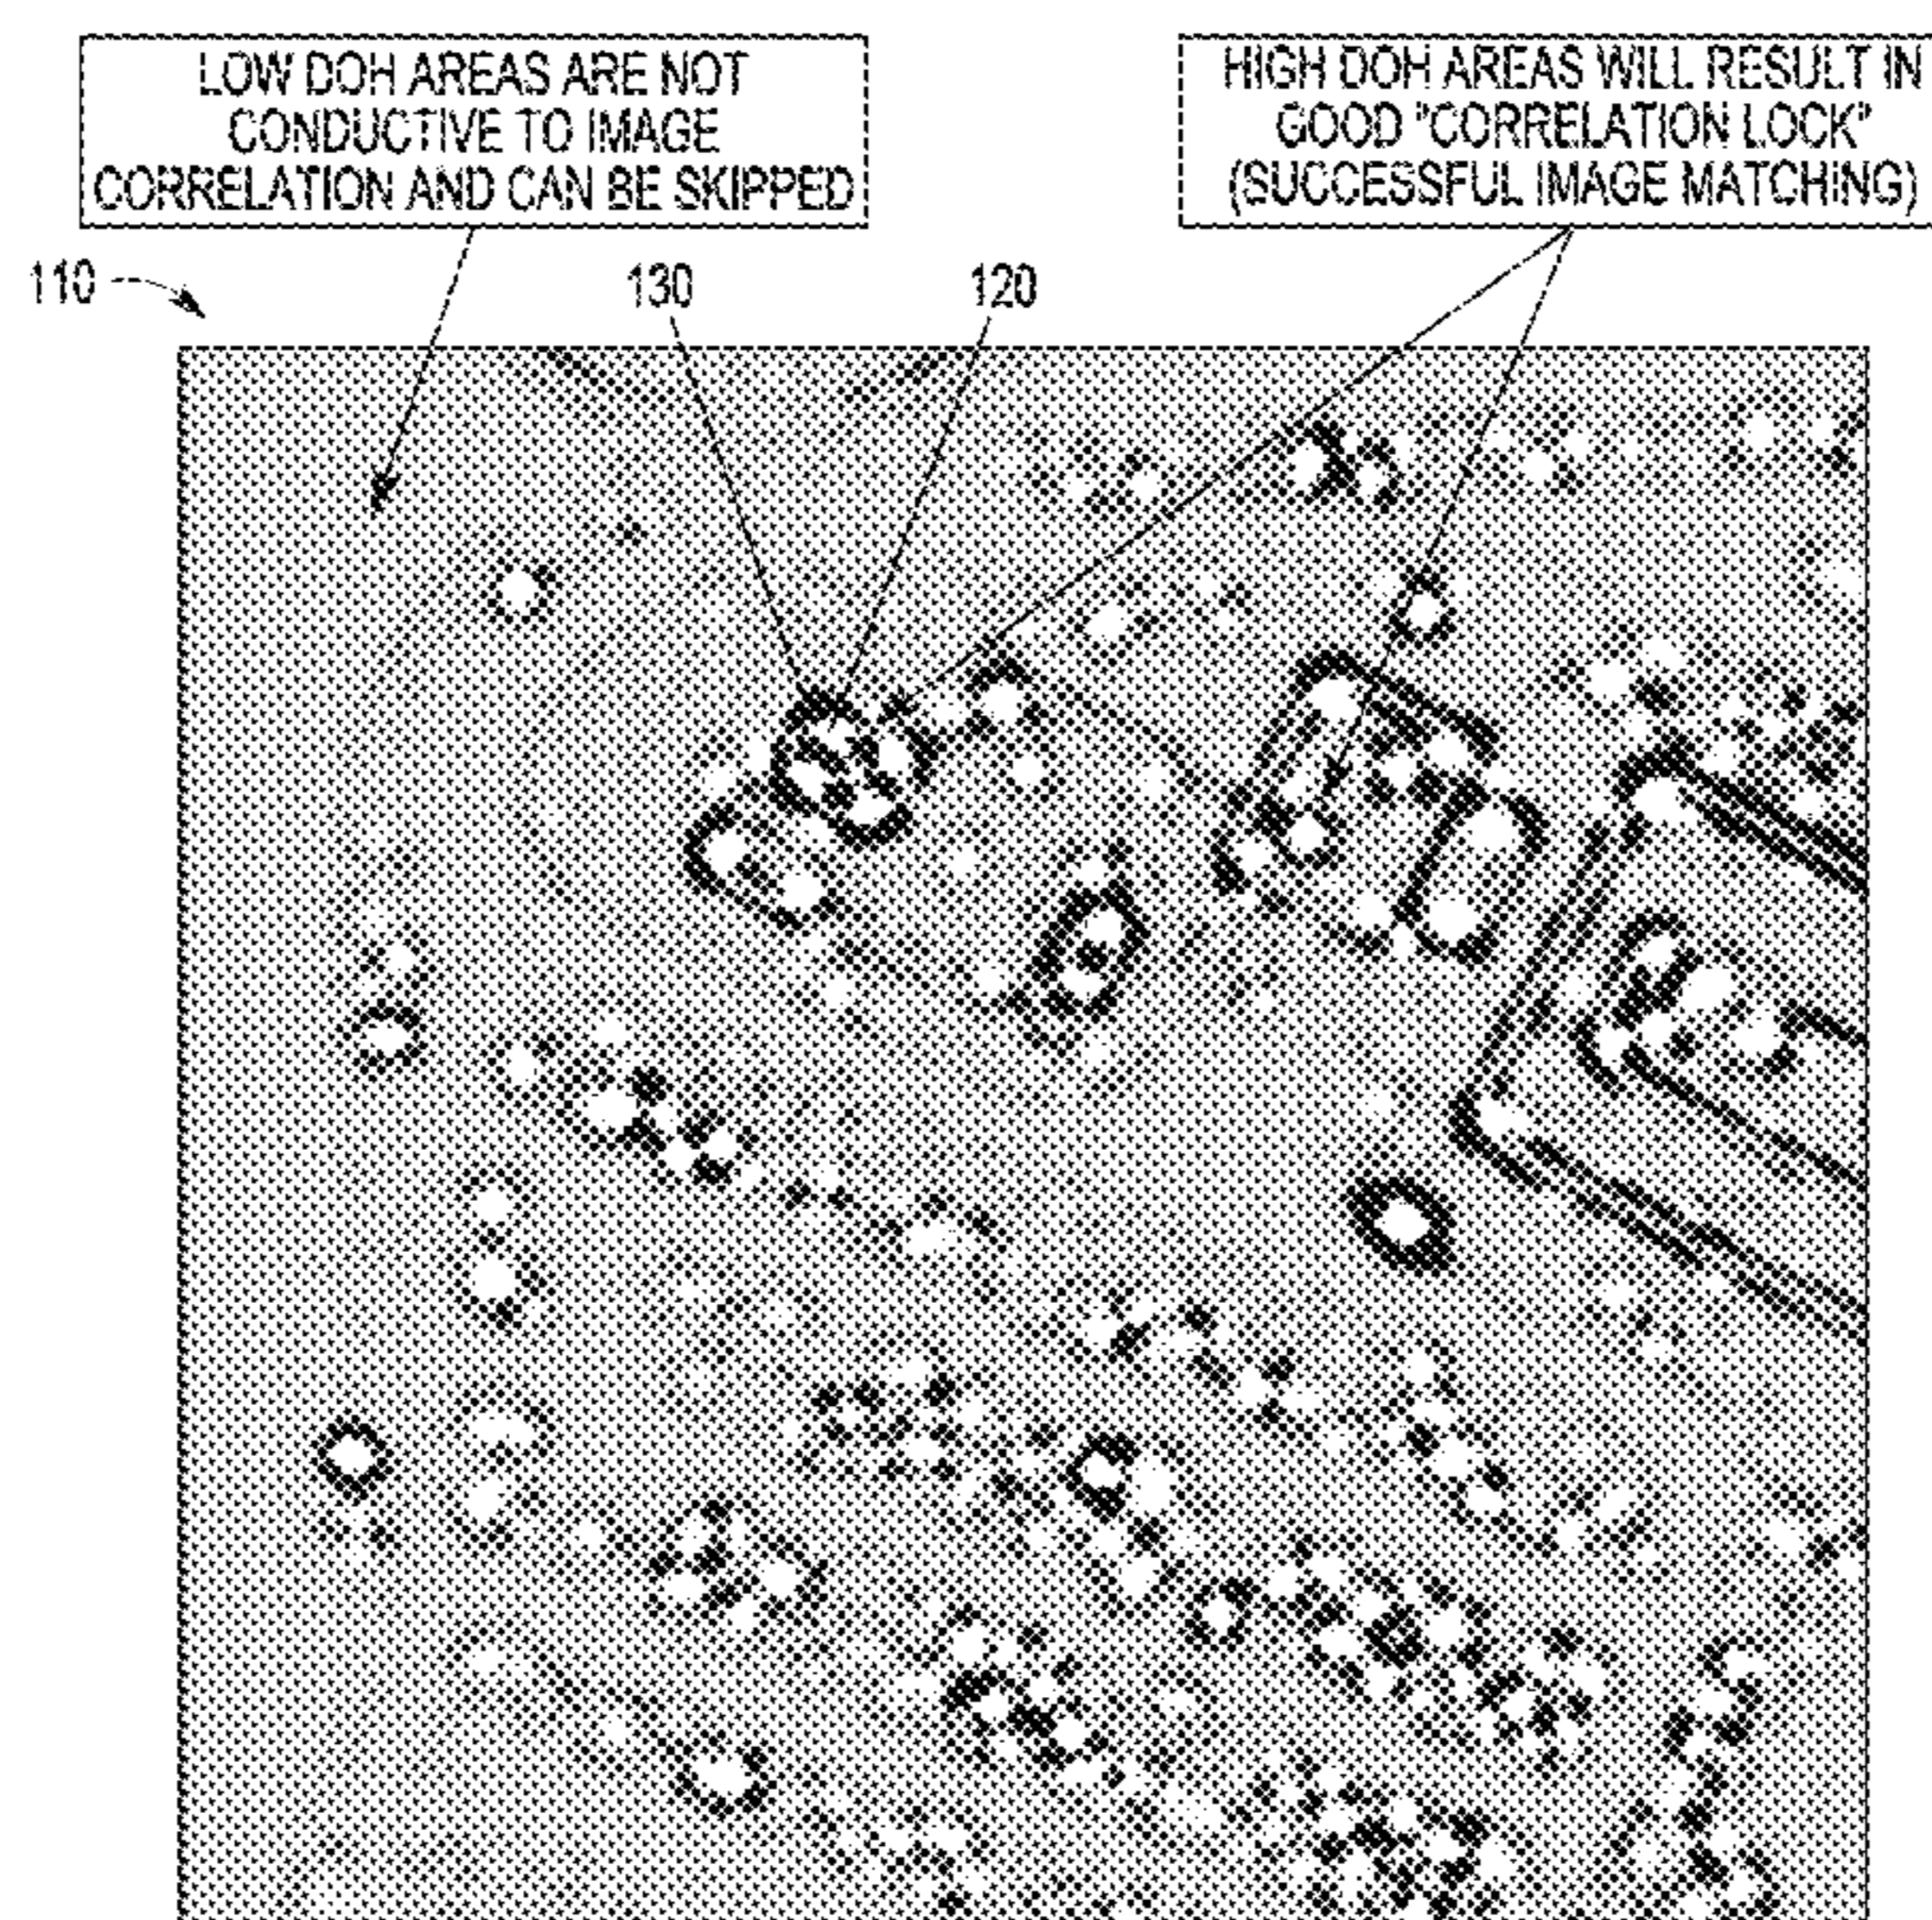 LOW DOH AREAS ARE NOT
CONDUCTIVE TO IMAGE
CORRELATION AND CAN BE SKIPPED
HIGH DOH AREAS WILL RESULT IN
GOOD "CORRELATION LOCK"
(SUCCESSFUL IMAGE MATCHING)
110
130
120